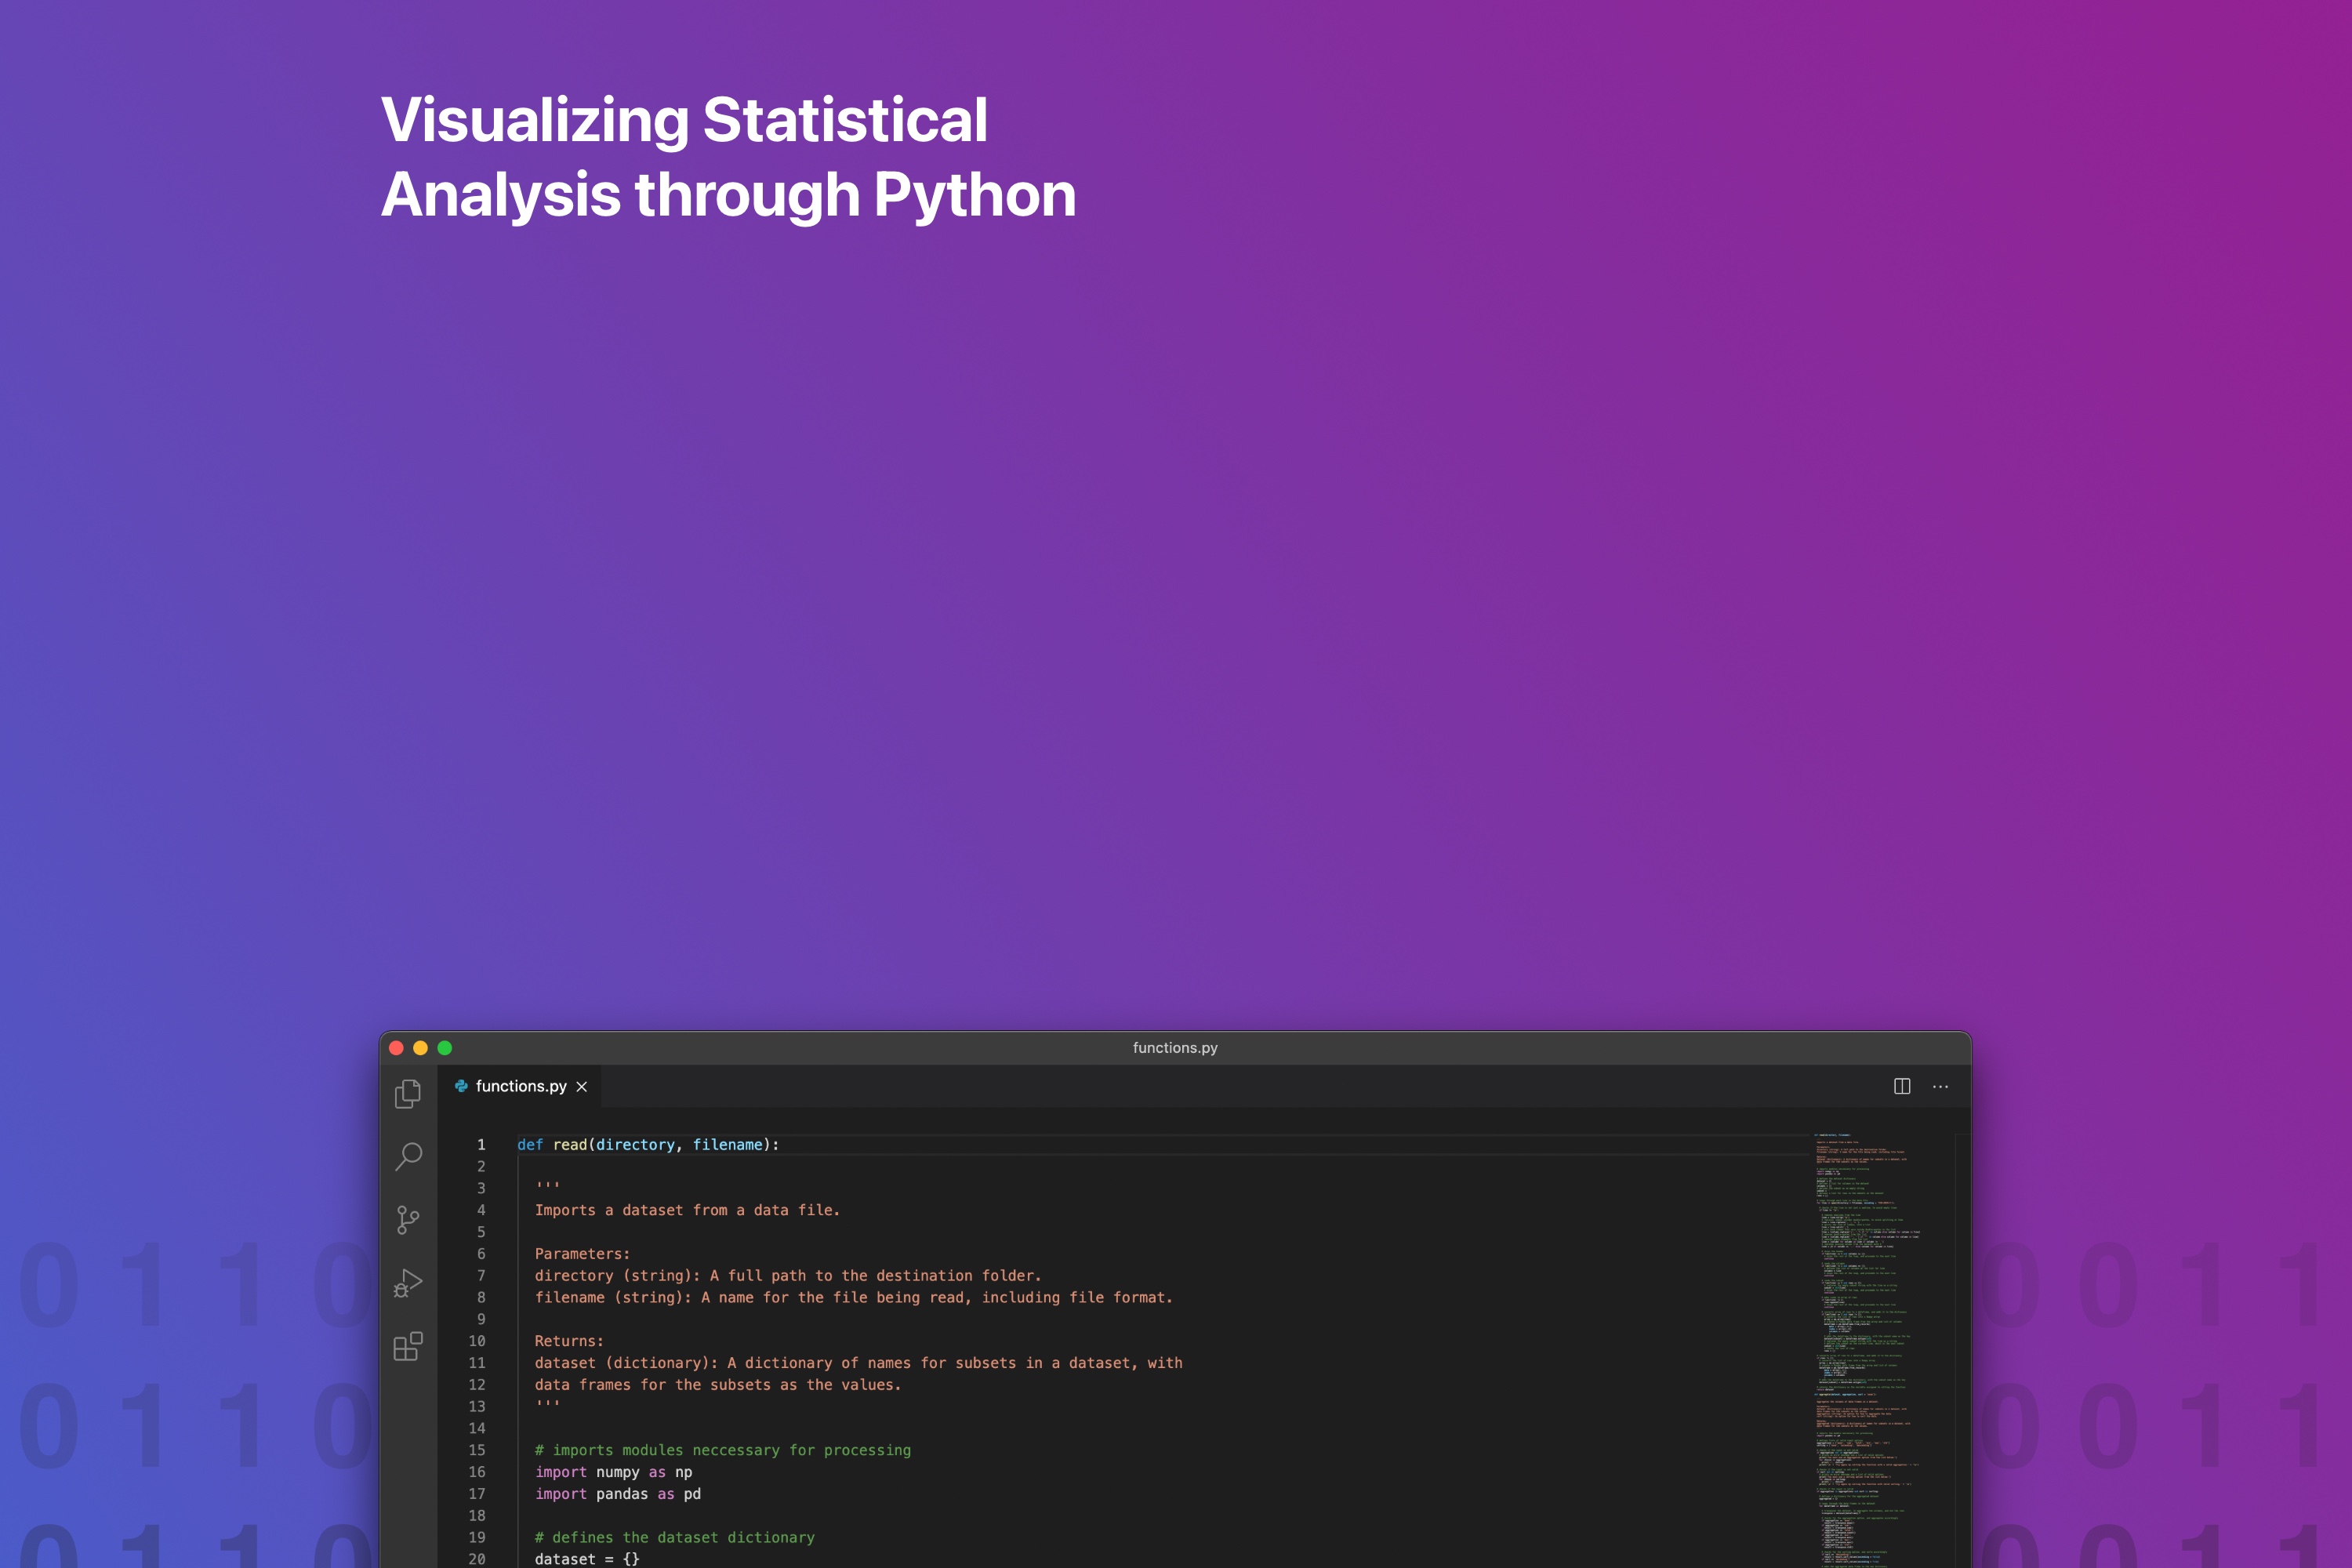 Visualizing Statistical
Analysis through Python
functions.py
functions.py
1 def read(directory, filename):
2
3 '''
4 Imports a dataset from a data file.
5
6 Parameters:
7 directory (string): A full path to the destination folder.
8 filename (string): A name for the file being read, including file format.
9
10 Returns:
11 dataset (dictionary): A dictionary of names for subsets in a dataset, with
12 data frames for the subsets as the values.
13 '''
14
15 # imports modules neccessary for processing
16 import numpy as np
17 import pandas as pd
18
19 # defines the dataset dictionary
20 dataset = {}
0 1 1 0 0 0 1 1
0 1 1 0 0 0 1 1
0 1 1 0 0 0 1 1